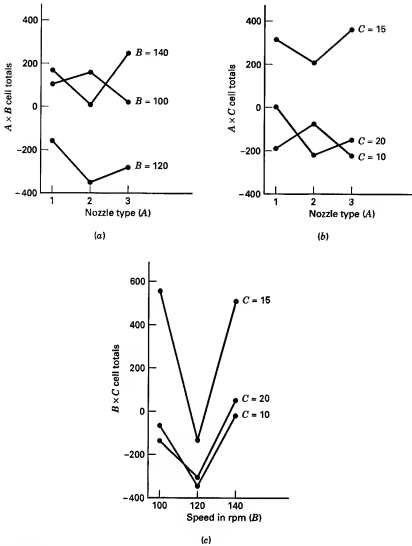 400
200
0
−200
−400
A × B cell totals
B = 140
B = 100
B = 120
1 2 3
Nozzle type (A)
(a)
400
200
0
−200
−400
A × C cell totals
C = 15
C = 20
C = 10
1 2 3
Nozzle type (A)
(b)
600
400
200
0
−200
−400
B × C cell totals
C = 15
C = 20
C = 10
100 120 140
Speed in rpm (B)
(c)